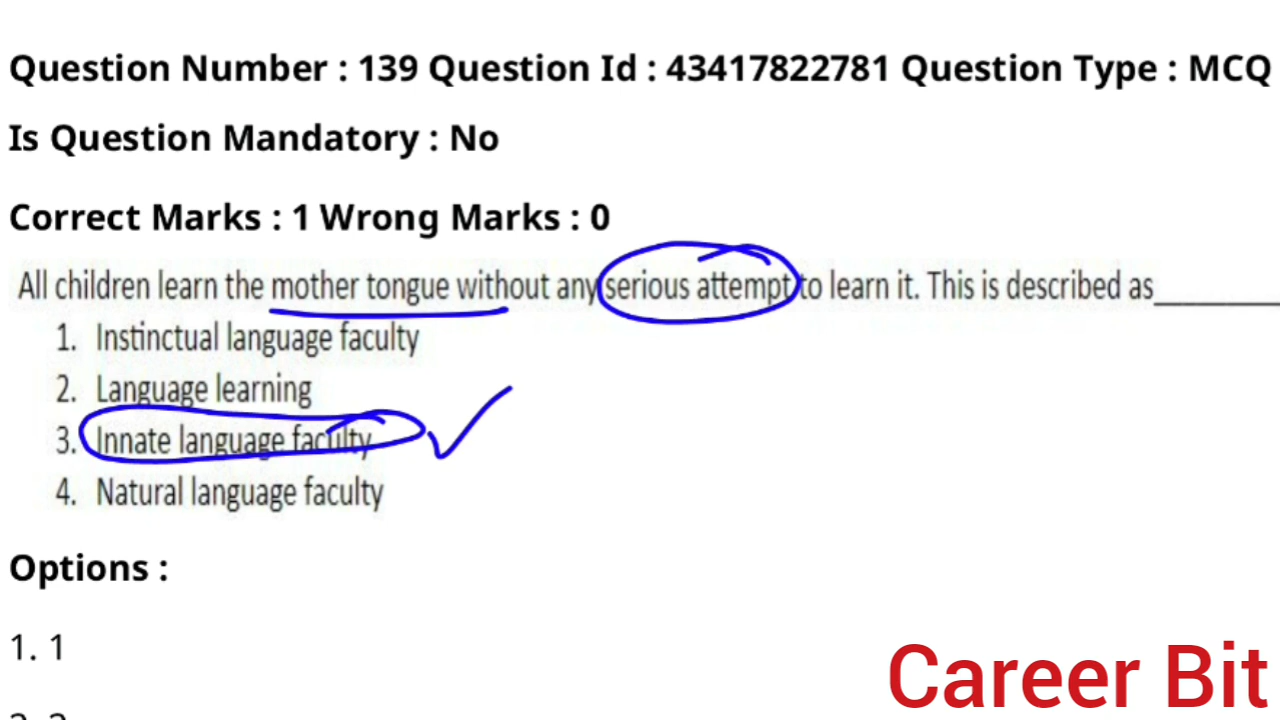 Question Number : 139 Question Id : 43417822781 Question Type : MCQ
Is Question Mandatory : No
Correct Marks : 1 Wrong Marks : 0
All children learn the mother tongue without any serious attempt to learn it. This is described as__________
1. Instinctual language faculty
2. Language learning
3. Innate language faculty
4. Natural language faculty
Options :
1. 1
Career Bit